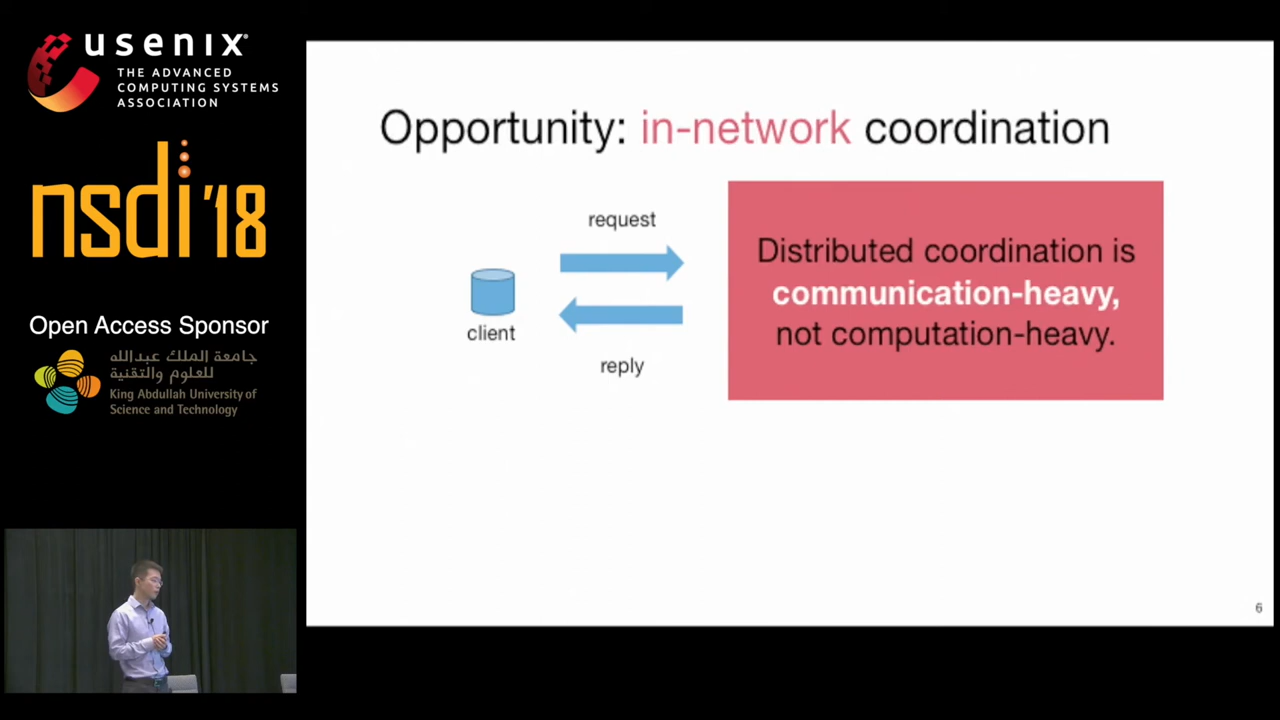 usenix
THE ADVANCED
COMPUTING SYSTEMS
ASSOCIATION
nsdi '18
Open Access Sponsor
جامعة الملك عبدالله
للعلوم والتقنية
King Abdullah University of
Science and Technology
Opportunity: in-network coordination
request
client
reply
Distributed coordination is
communication-heavy,
not computation-heavy.
6